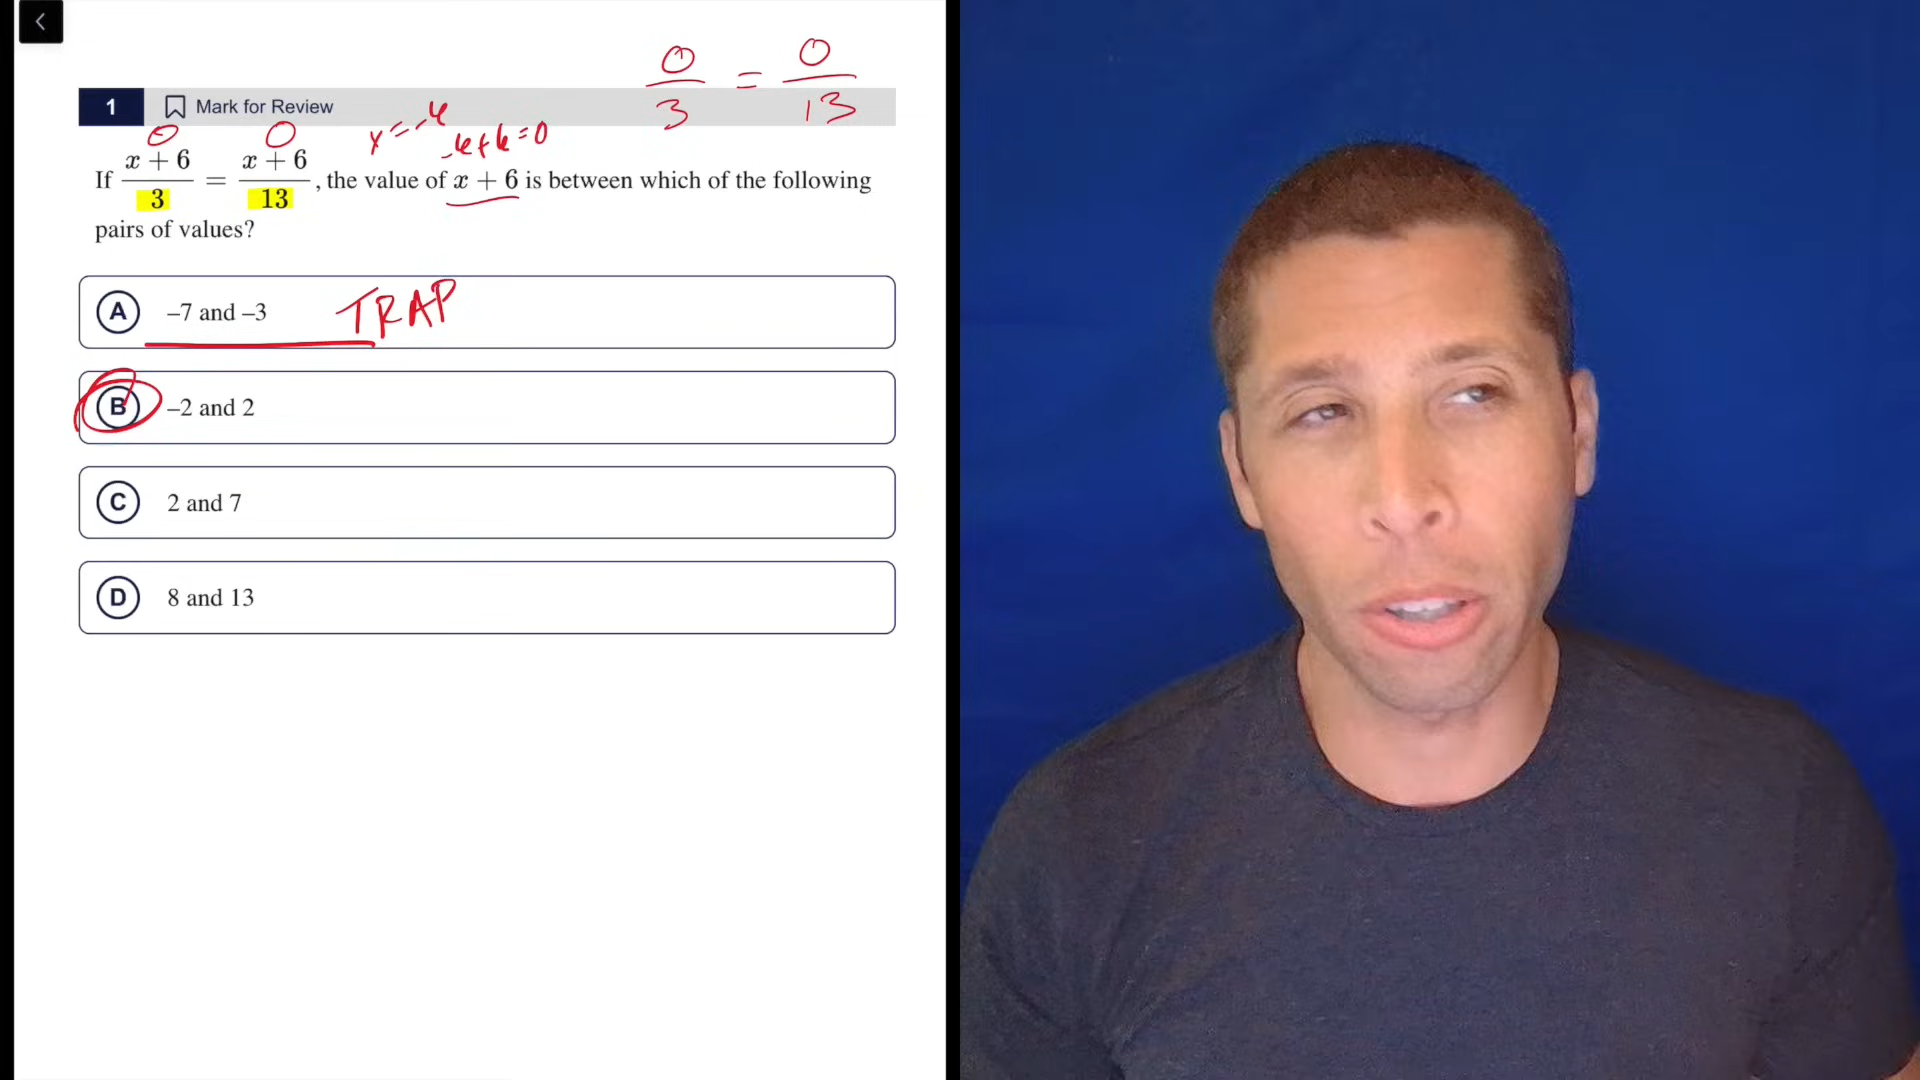 0/3 = 0/13
1 Mark for Review
0 0 x = -6 -6+6=0
If x + 6 / 3 = x + 6 / 13, the value of x + 6 is between which of the following
pairs of values?
A –7 and –3 TRAP
B –2 and 2
C 2 and 7
D 8 and 13